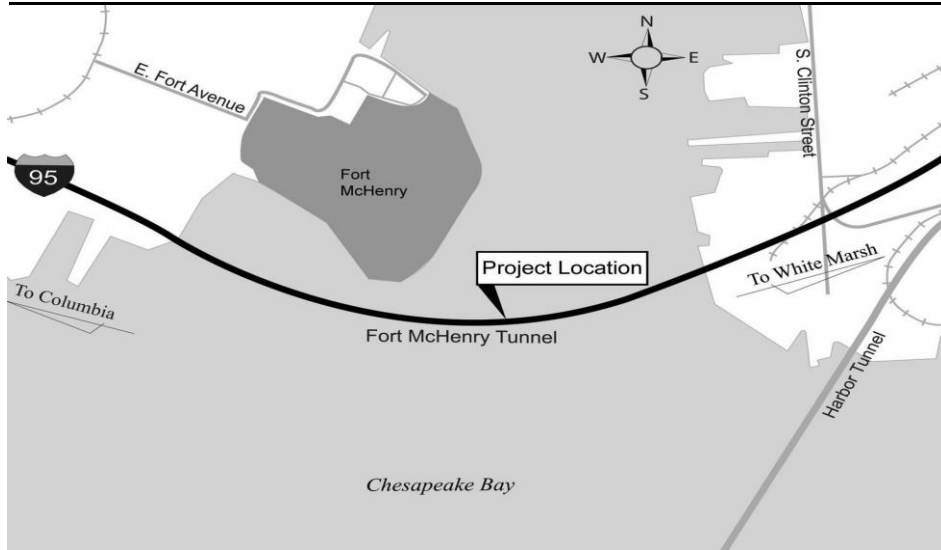 N
W
E
S
E. Fort Avenue
S. Clinton Street
95
Fort
McHenry
Project Location
To White Marsh
To Columbia
Fort McHenry Tunnel
Harbor Tunnel
Chesapeake Bay